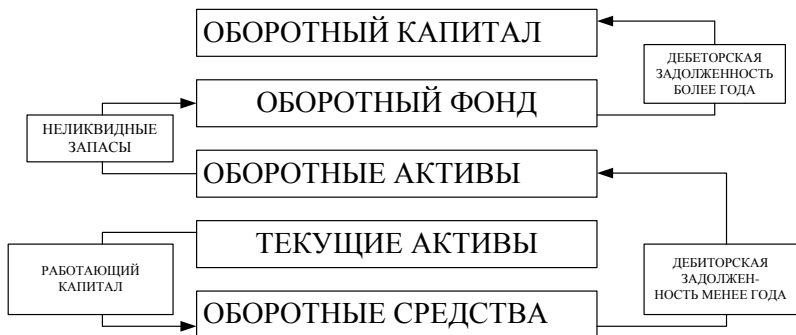 ОБОРОТНЫЙ КАПИТАЛ
ДЕБЕТОРСКАЯ
ЗАДОЛЖЕННОСТЬ
БОЛЕЕ ГОДА
ОБОРОТНЫЙ ФОНД
НЕЛИКВИДНЫЕ
ЗАПАСЫ
ОБОРОТНЫЕ АКТИВЫ
ТЕКУЩИЕ АКТИВЫ
РАБОТАЮЩИЙ
КАПИТАЛ
ДЕБИТОРСКАЯ
ЗАДОЛЖЕН-
НОСТЬ МЕНЕЕ ГОДА
ОБОРОТНЫЕ СРЕДСТВА